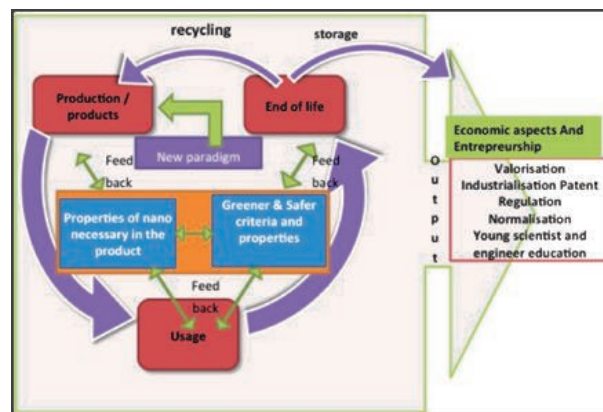 recycling
storage
Production /
products
End of life
New paradigm
Feed
back
Feed
back
Properties of nano
necessary in the
product
Greener & Safer
criteria and
properties
Feed
back
Usage
Output
Economic aspects And
Entrepreurship
Valorisation
Industrialisation Patent
Regulation
Normalisation
Young scientist and
engineer education